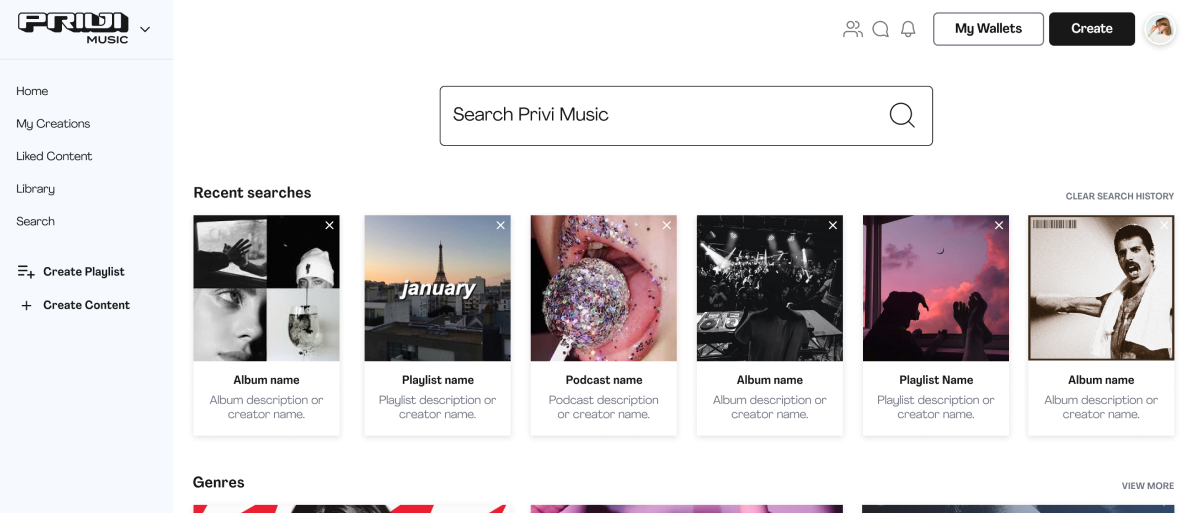 PRIVI
MUSIC
My Wallets
Create
Home
My Creations
Liked Content
Library
Search
Create Playlist
Create Content
Search Privi Music
Recent searches
CLEAR SEARCH HISTORY
january
Album name
Album description or
creator name.
Playlist name
Playlist description or
creator name.
Podcast name
Podcast description
or creator name.
Album name
Album description or
creator name.
Playlist Name
Playlist description or
creator name.
Album name
Album description or
creator name.
Genres
VIEW MORE